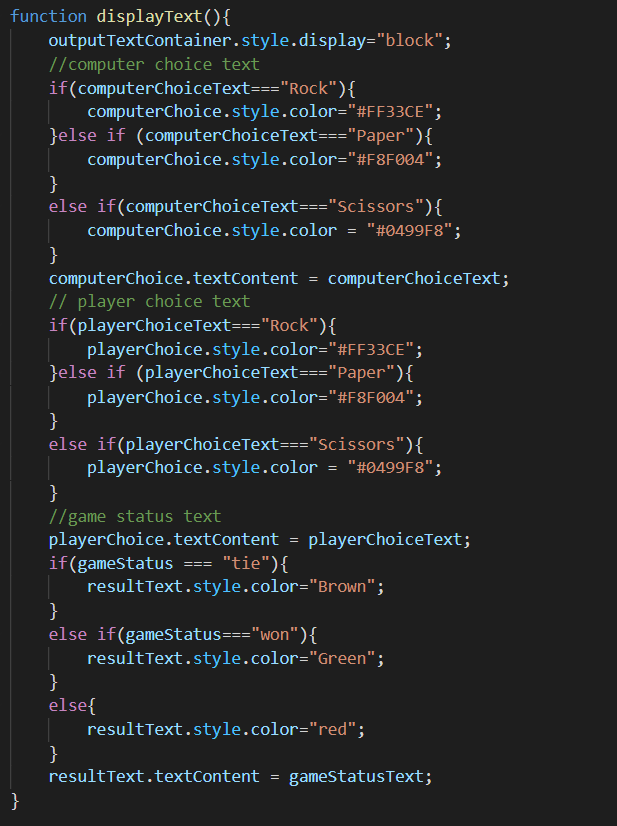 function displayText(){
    outputTextContainer.style.display="block";
    //computer choice text
    if(computerChoiceText==="Rock"){
        computerChoice.style.color="#FF33CE";
    }else if (computerChoiceText==="Paper"){
        computerChoice.style.color="#F8F004";
    }
    else if(computerChoiceText==="Scissors"){
        computerChoice.style.color = "#0499F8";
    }
    computerChoice.textContent = computerChoiceText;
    // player choice text
    if(playerChoiceText==="Rock"){
        playerChoice.style.color="#FF33CE";
    }else if (playerChoiceText==="Paper"){
        playerChoice.style.color="#F8F004";
    }
    else if(playerChoiceText==="Scissors"){
        playerChoice.style.color = "#0499F8";
    }
    //game status text
    playerChoice.textContent = playerChoiceText;
    if(gameStatus === "tie"){
        resultText.style.color="Brown";
    }
    else if(gameStatus==="won"){
        resultText.style.color="Green";
    }
    else{
        resultText.style.color="red";
    }
    resultText.textContent = gameStatusText;
}